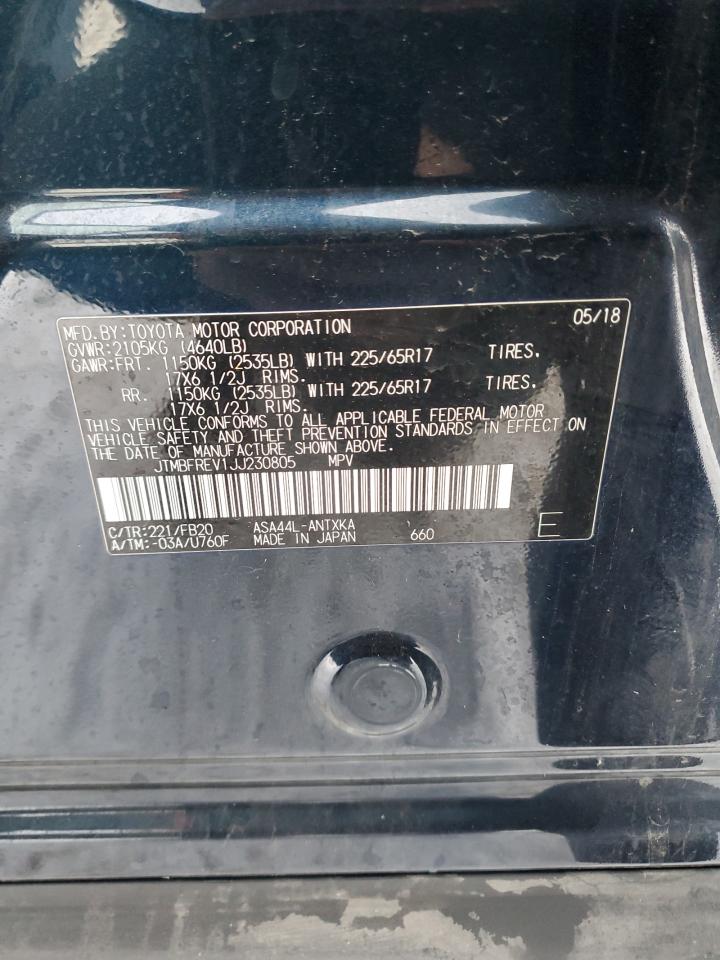 MFD.BY:TOYOTA MOTOR CORPORATION 05/18
GVWR:2105KG (4640LB)
GAWR:FRT. 1150KG (2535LB) WITH 225/65R17 TIRES.
17X6 1/2J RIMS.
RR. 1150KG (2535LB) WITH 225/65R17 TIRES.
17X6 1/2J RIMS.
THIS VEHICLE CONFORMS TO ALL APPLICABLE FEDERAL MOTOR
VEHICLE SAFETY AND THEFT PREVENTION STANDARDS IN EFFECT ON
THE DATE OF MANUFACTURE SHOWN ABOVE.
JTMBFREV1JJ230805 MPV
C/TR:221/FB20 ASA44L-ANTXKA
A/TM:-03A/U760F MADE IN JAPAN 660 E